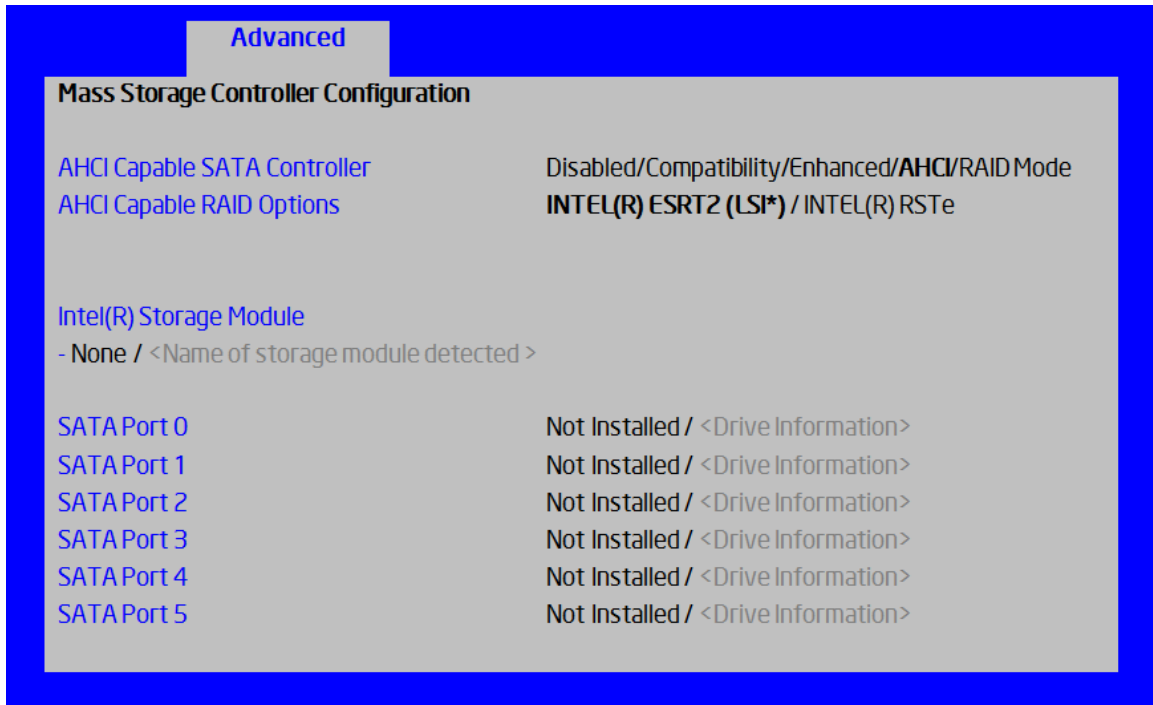 Advanced
Mass Storage Controller Configuration
AHCI Capable SATA Controller Disabled/Compatibility/Enhanced/AHCI/RAID Mode
AHCI Capable RAID Options INTEL(R) ESRT2 (LSI*) / INTEL(R) RSTe
Intel(R) Storage Module
- None / <Name of storage module detected >
SATA Port 0 Not Installed / <Drive Information>
SATA Port 1 Not Installed / <Drive Information>
SATA Port 2 Not Installed / <Drive Information>
SATA Port 3 Not Installed / <Drive Information>
SATA Port 4 Not Installed / <Drive Information>
SATA Port 5 Not Installed / <Drive Information>